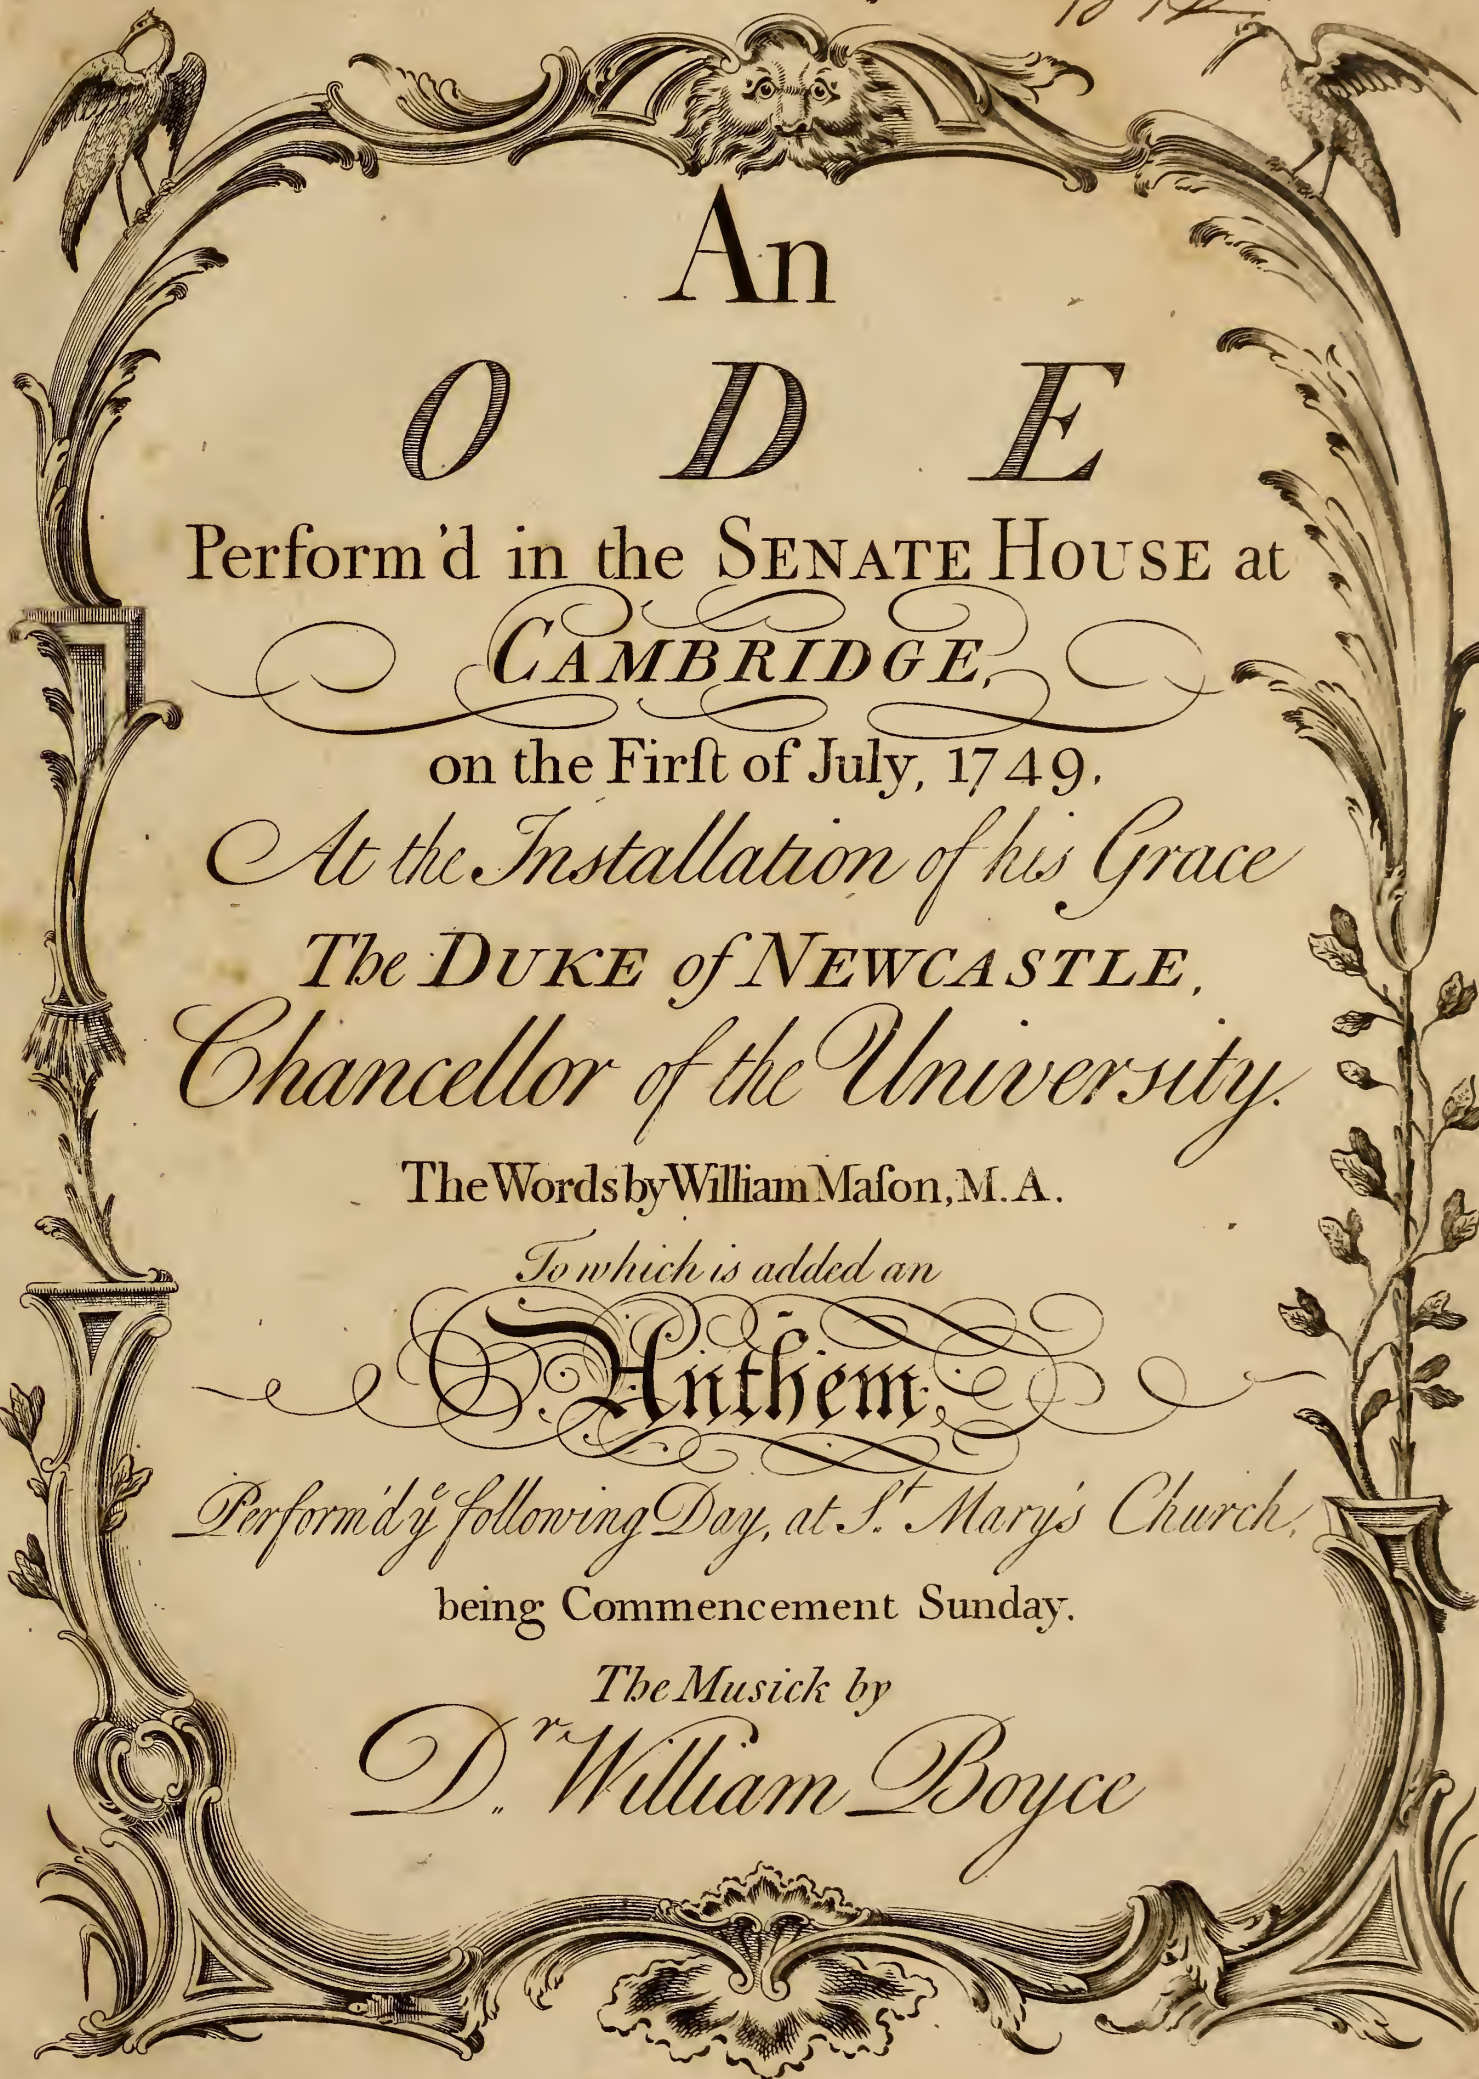 An
ODE
Perform'd in the SENATE HOUSE at
CAMBRIDGE,
on the Firſt of July, 1749.
At the Installation of his Grace
The DUKE of NEWCASTLE,
Chancellor of the University.
The Words by William Maſon, M.A.
To which is added an
Anthem,
Perform'd yͤ following Day, at Sᵗ. Mary's Church,
being Commencement Sunday.
The Musick by
Dʳ. William Boyce